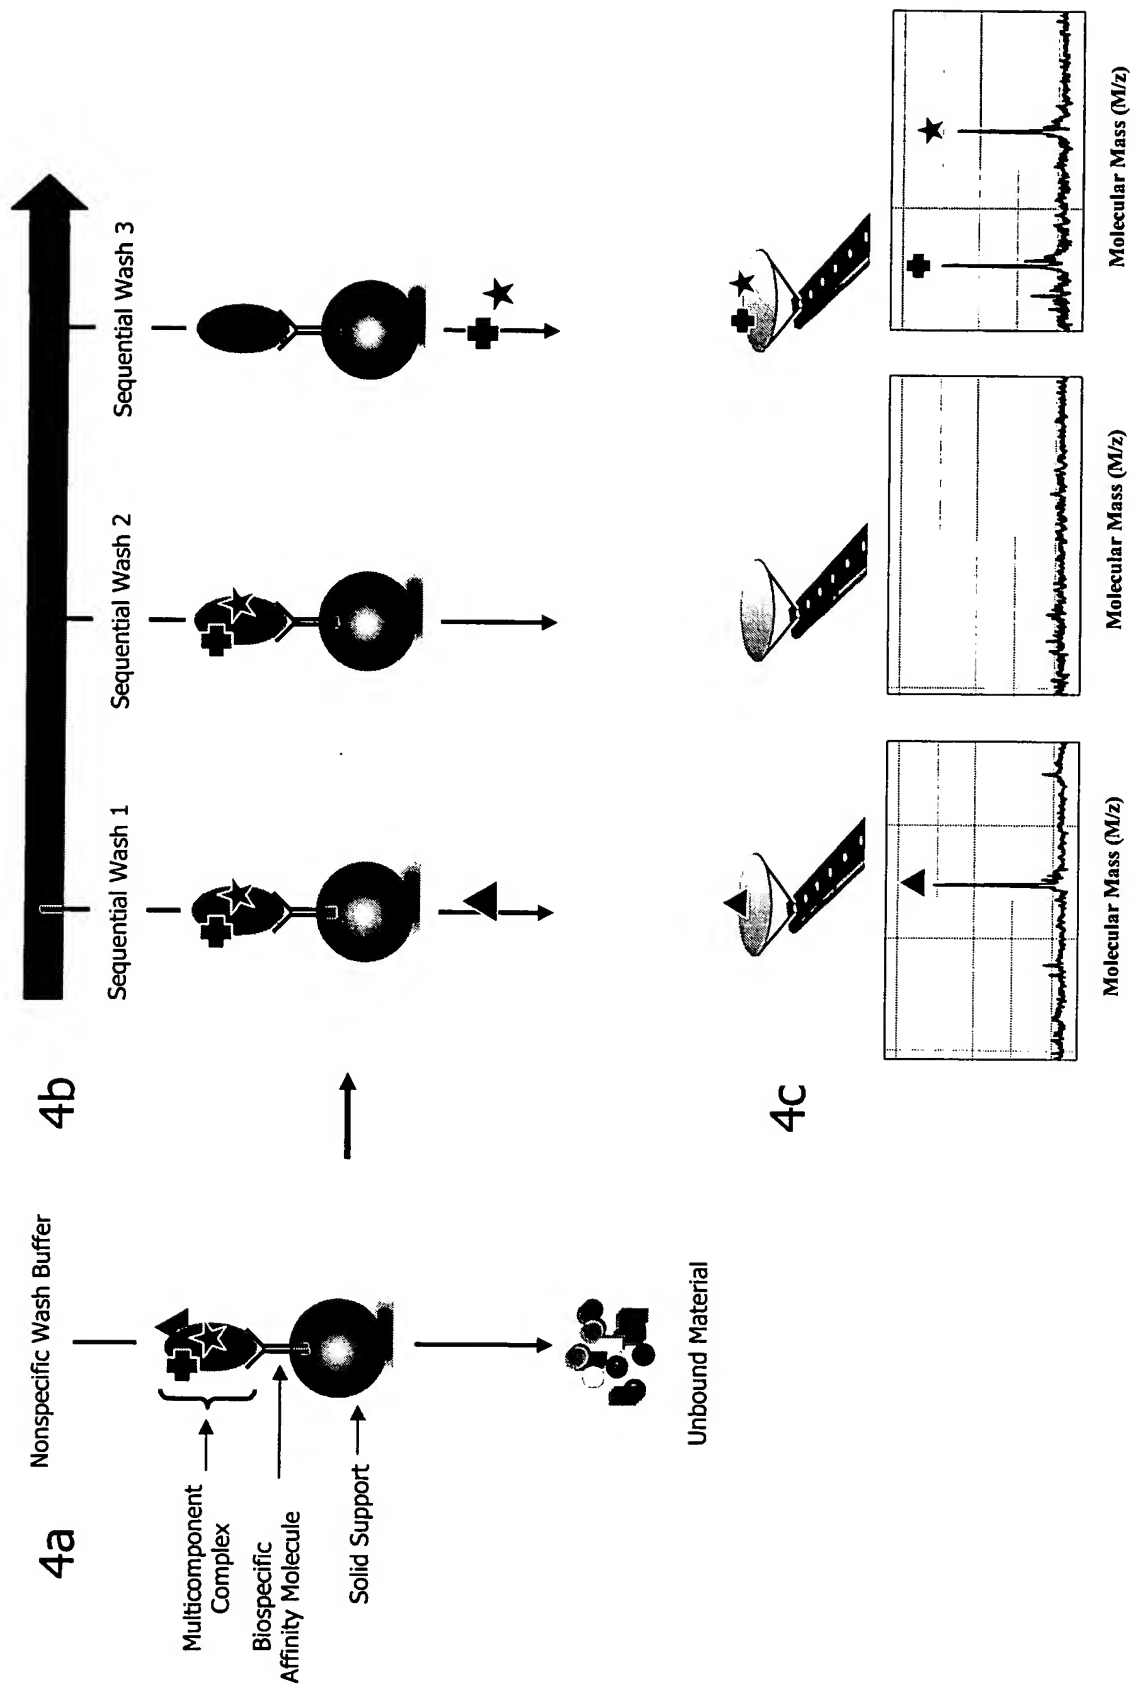 4a
Nonspecific Wash Buffer
Multicomponent
Complex
Biospecific
Affinity Molecule
Solid Support
Unbound Material
4b
Sequential Wash 1
Sequential Wash 2
Sequential Wash 3
4c
Molecular Mass (M/z)
Molecular Mass (M/z)
Molecular Mass (M/z)